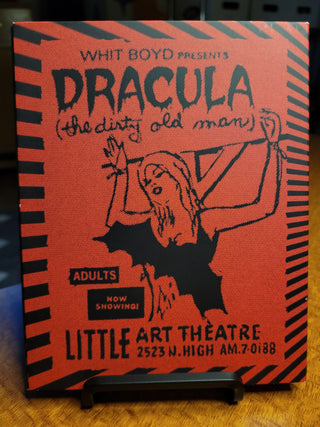 WHIT BOYD PRESENTS
DRACULA
(the dirty old man)
ADULTS
NOW
SHOWING!
LITTLE ART THEATRE
2523 N. HIGH AM.7-0188